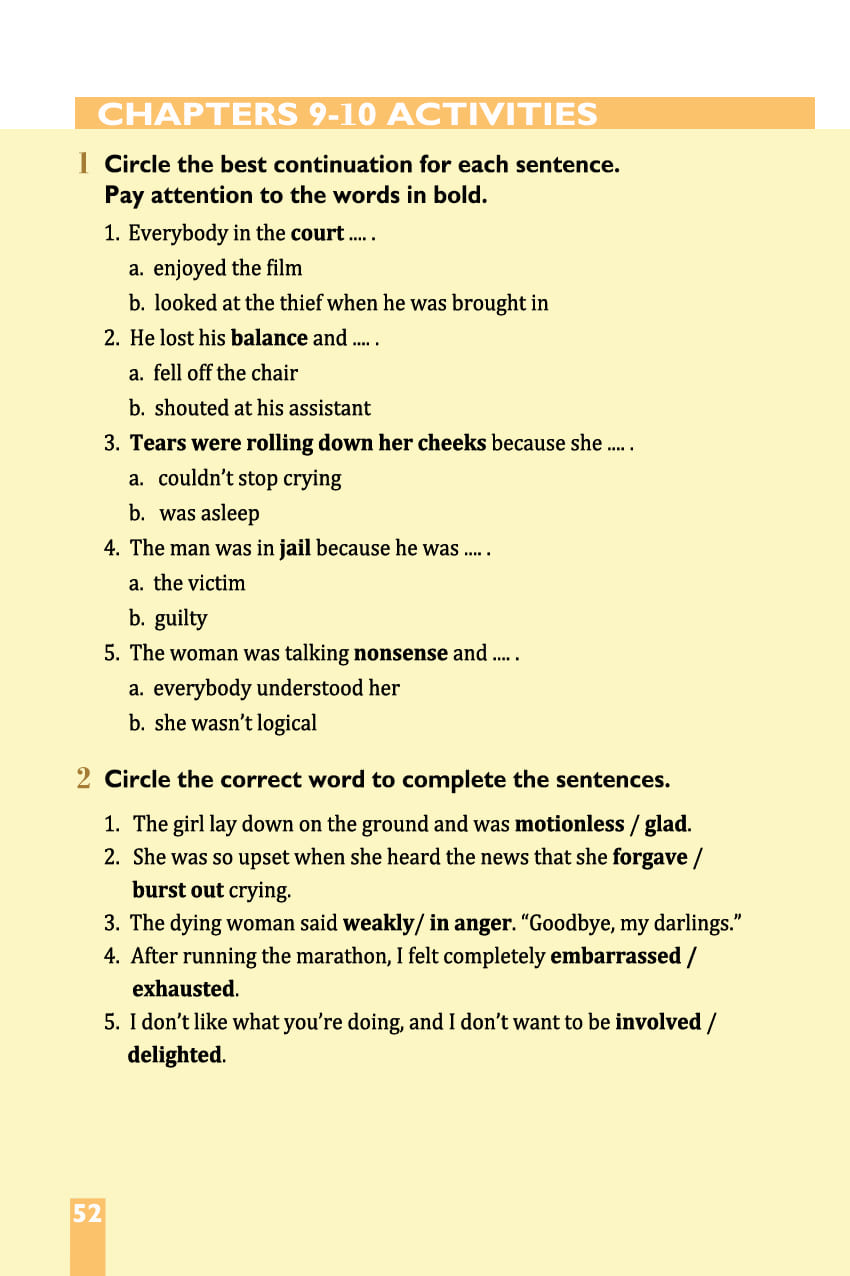 CHAPTERS 9-10 ACTIVITIES
1 Circle the best continuation for each sentence.
Pay attention to the words in bold.
1. Everybody in the court .... .
a. enjoyed the film
b. looked at the thief when he was brought in
2. He lost his balance and .... .
a. fell off the chair
b. shouted at his assistant
3. Tears were rolling down her cheeks because she .... .
a. couldn’t stop crying
b. was asleep
4. The man was in jail because he was .... .
a. the victim
b. guilty
5. The woman was talking nonsense and .... .
a. everybody understood her
b. she wasn’t logical
2 Circle the correct word to complete the sentences.
1. The girl lay down on the ground and was motionless / glad.
2. She was so upset when she heard the news that she forgave /
burst out crying.
3. The dying woman said weakly/ in anger. “Goodbye, my darlings.”
4. After running the marathon, I felt completely embarrassed /
exhausted.
5. I don’t like what you’re doing, and I don’t want to be involved /
delighted.
52